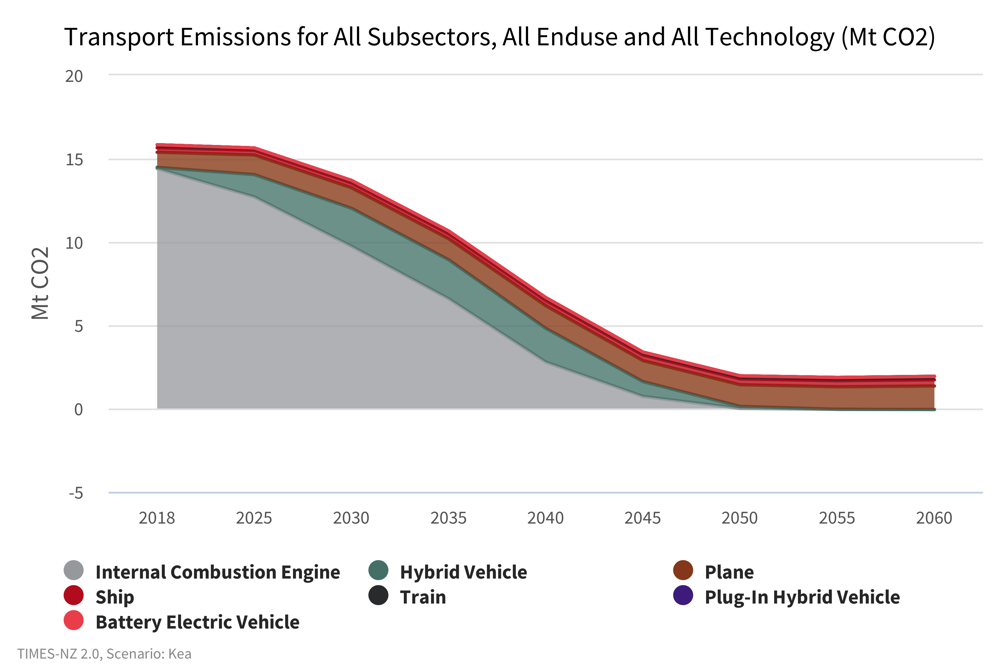 Transport Emissions for All Subsectors, All Enduse and All Technology (Mt CO2)
Mt CO2
20
15
10
5
0
-5
2018 2025 2030 2035 2040 2045 2050 2055 2060
Internal Combustion Engine Hybrid Vehicle Plane
Ship Train Plug-In Hybrid Vehicle
Battery Electric Vehicle
TIMES-NZ 2.0, Scenario: Kea